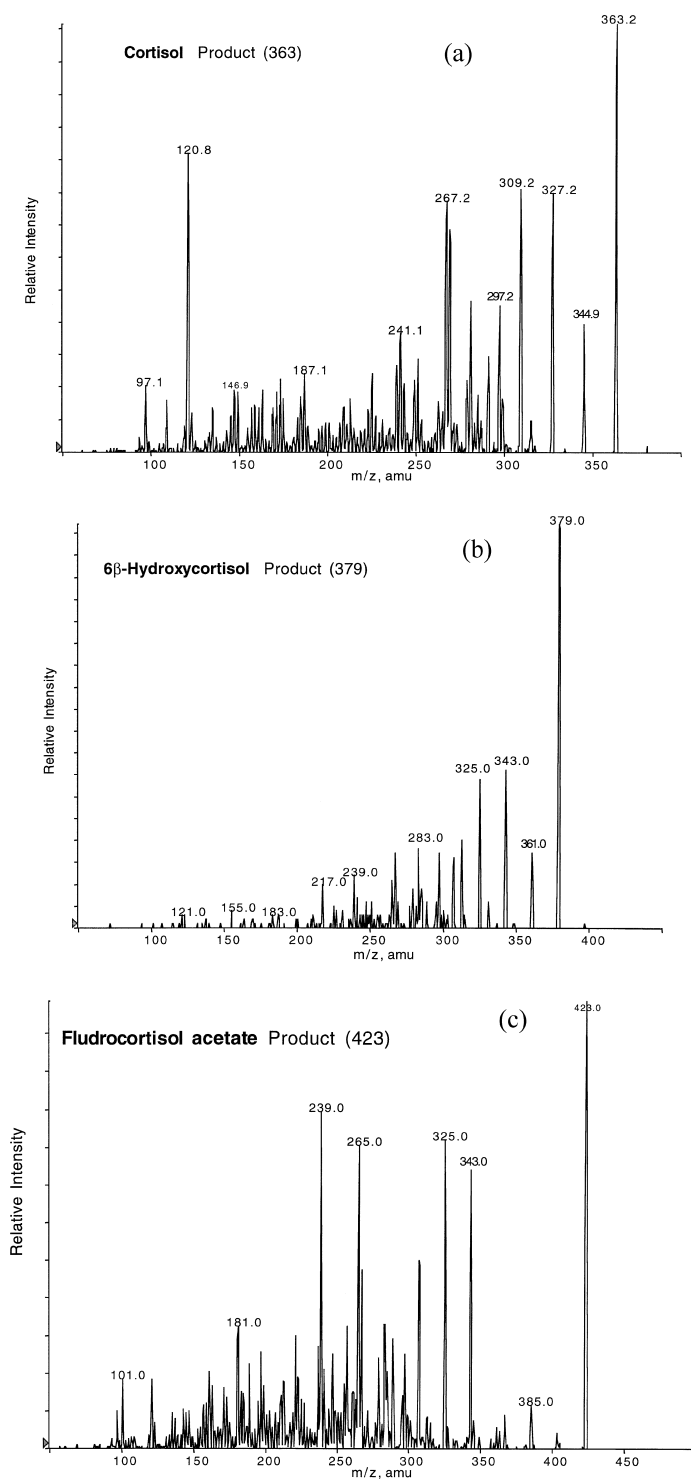 Cortisol Product (363)
(a)
363.2
120.8
309.2
327.2
267.2
297.2
344.9
241.1
187.1
97.1
146.9
Relative Intensity
100 150 200 250 300 350
m/z, amu
(b)
379.0
6β-Hydroxycortisol Product (379)
325.0
343.0
283.0
361.0
217.0
239.0
121.0
155.0
183.0
Relative Intensity
100 150 200 250 300 350 400
m/z, amu
(c)
423.0
Fludrocortisol acetate Product (423)
239.0
265.0
325.0
343.0
181.0
101.0
385.0
Relative Intensity
100 150 200 250 300 350 400 450
m/z, amu